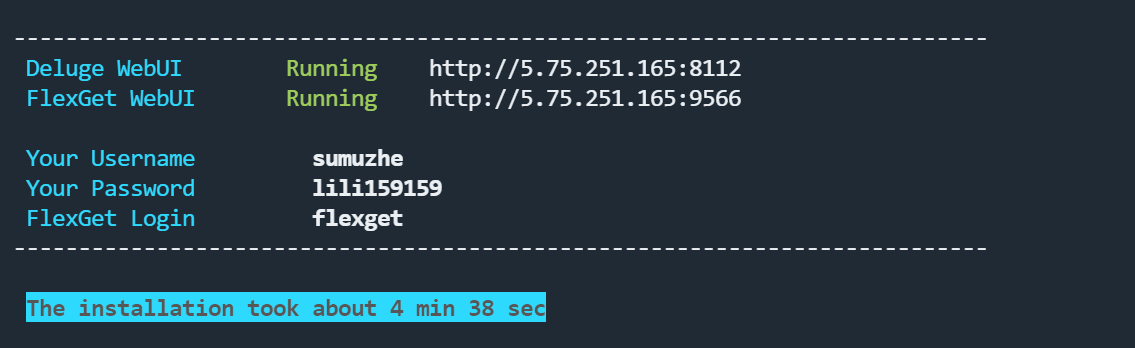 ---------------------------------------------------------------------------
Deluge WebUI Running http://5.75.251.165:8112
FlexGet WebUI Running http://5.75.251.165:9566
Your Username sumuzhe
Your Password lili159159
FlexGet Login flexget
---------------------------------------------------------------------------
The installation took about 4 min 38 sec